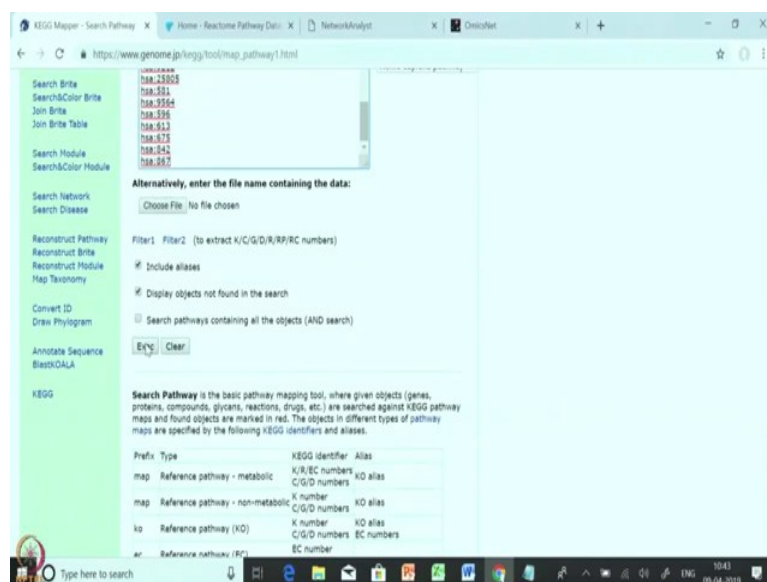 KEGG Mapper - Search Pathway
Home - Reactome Pathway Data
NetworkAnalyst
OmicsNet
https://www.genome.jp/kegg/tool/map_pathway1.html
Search Brite
Search&Color Brite
Join Brite
Join Brite Table
Search Module
Search&Color Module
Search Network
Search Disease
Reconstruct Pathway
Reconstruct Brite
Reconstruct Module
Map Taxonomy
Convert ID
Draw Phylogram
Annotate Sequence
BlastKOALA
KEGG
hsa:25805
hsa:581
hsa:9564
hsa:596
hsa:613
hsa:675
hsa:842
hsa:867
Alternatively, enter the file name containing the data:
Choose File No file chosen
Filter1 Filter2 (to extract K/C/G/D/R/RP/RC numbers)
Include aliases
Display objects not found in the search
Search pathways containing all the objects (AND search)
Exec Clear
Search Pathway is the basic pathway mapping tool, where given objects (genes,
proteins, compounds, glycans, reactions, drugs, etc.) are searched against KEGG pathway
maps and found objects are marked in red. The objects in different types of pathway
maps are specified by the following KEGG identifiers and aliases.
Prefix Type KEGG identifier Alias
map Reference pathway - metabolic K/R/EC numbers C/G/D numbers KO alias
map Reference pathway - non-metabolic K number C/G/D numbers KO alias
ko Reference pathway (KO) K number C/G/D numbers KO alias EC numbers
ec Reference pathway (EC) EC number
Type here to search
ENG
10:43
09-04-2019